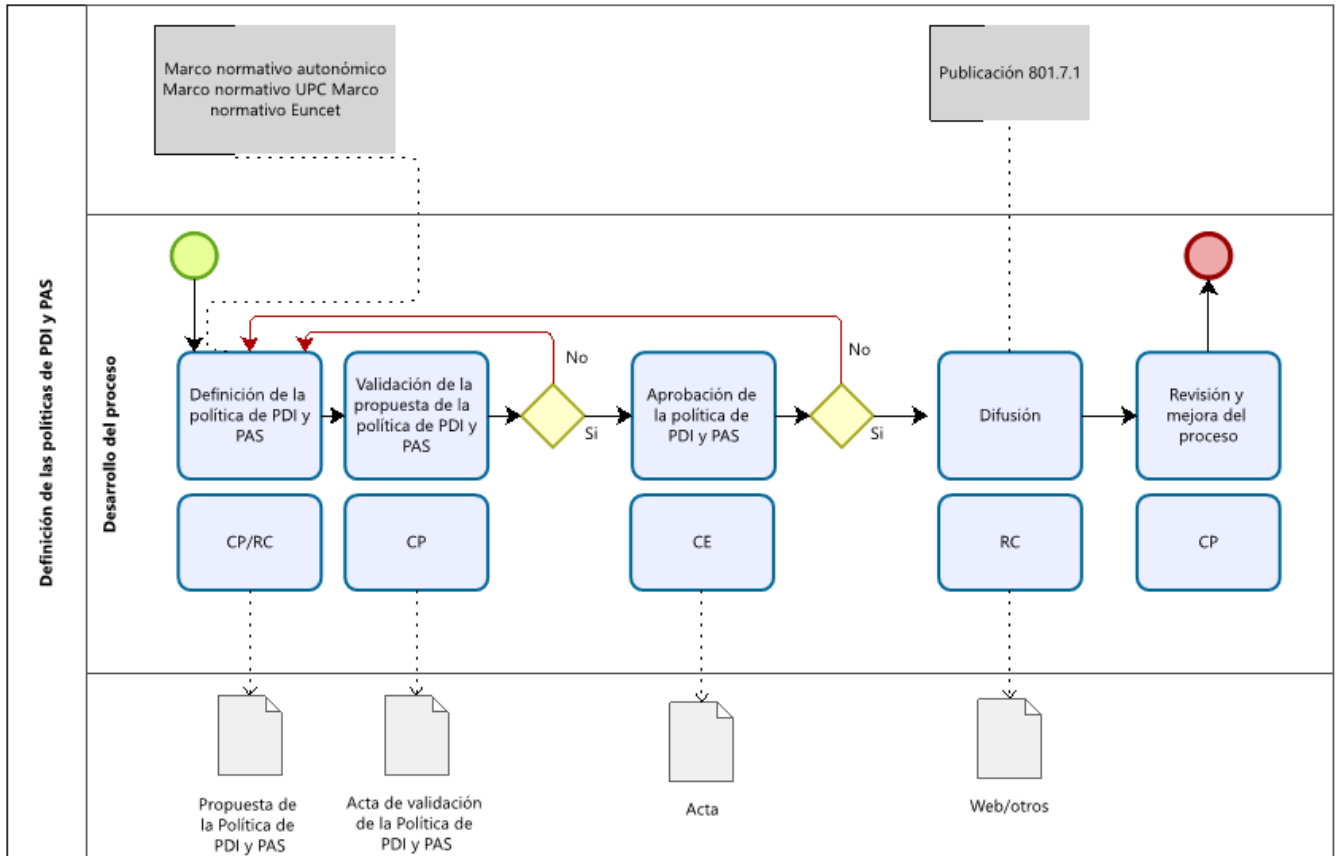 Definición de las políticas de PDI y PAS
Marco normativo autonómico
Marco normativo UPC Marco
normativo Euncet
Publicación 801.7.1
Desarrollo del proceso
Definición de la
política de PDI y
PAS
Validación de la
propuesta de la
política de PDI y
PAS
No
Si
Aprobación de
la política de
PDI y PAS
No
Si
Difusión
Revisión y
mejora del
proceso
CP/RC
CP
CE
RC
CP
Propuesta de
la Política de
PDI y PAS
Acta de validación
de la Política de
PDI y PAS
Acta
Web/otros